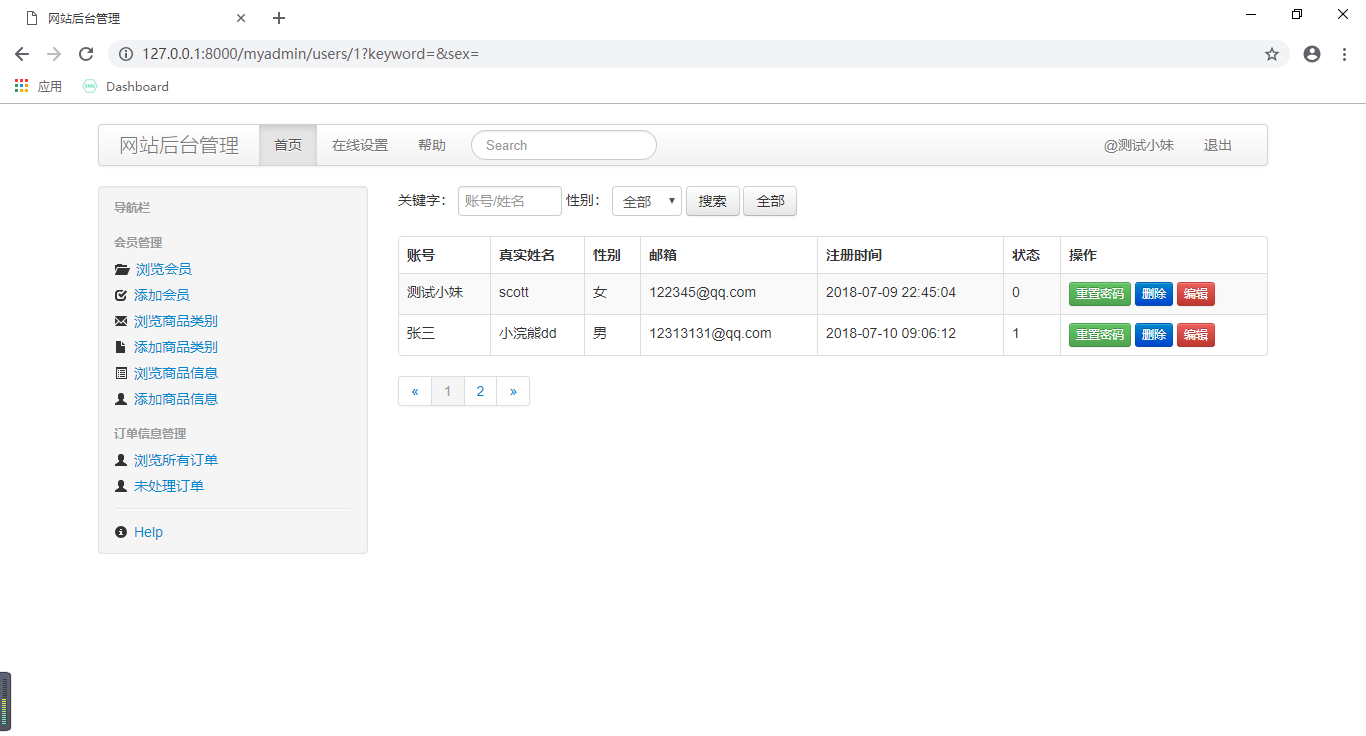 网站后台管理
127.0.0.1:8000/myadmin/users/1?keyword=&sex=
应用 Dashboard
网站后台管理 首页 在线设置 帮助 Search @测试小妹 退出
导航栏
会员管理
浏览会员
添加会员
浏览商品类别
添加商品类别
浏览商品信息
添加商品信息
订单信息管理
浏览所有订单
未处理订单
Help
关键字: 账号/姓名 性别: 全部 搜索 全部
账号 真实姓名 性别 邮箱 注册时间 状态 操作
测试小妹 scott 女 122345@qq.com 2018-07-09 22:45:04 0 重置密码 删除 编辑
张三 小浣熊dd 男 12313131@qq.com 2018-07-10 09:06:12 1 重置密码 删除 编辑
« 1 2 »